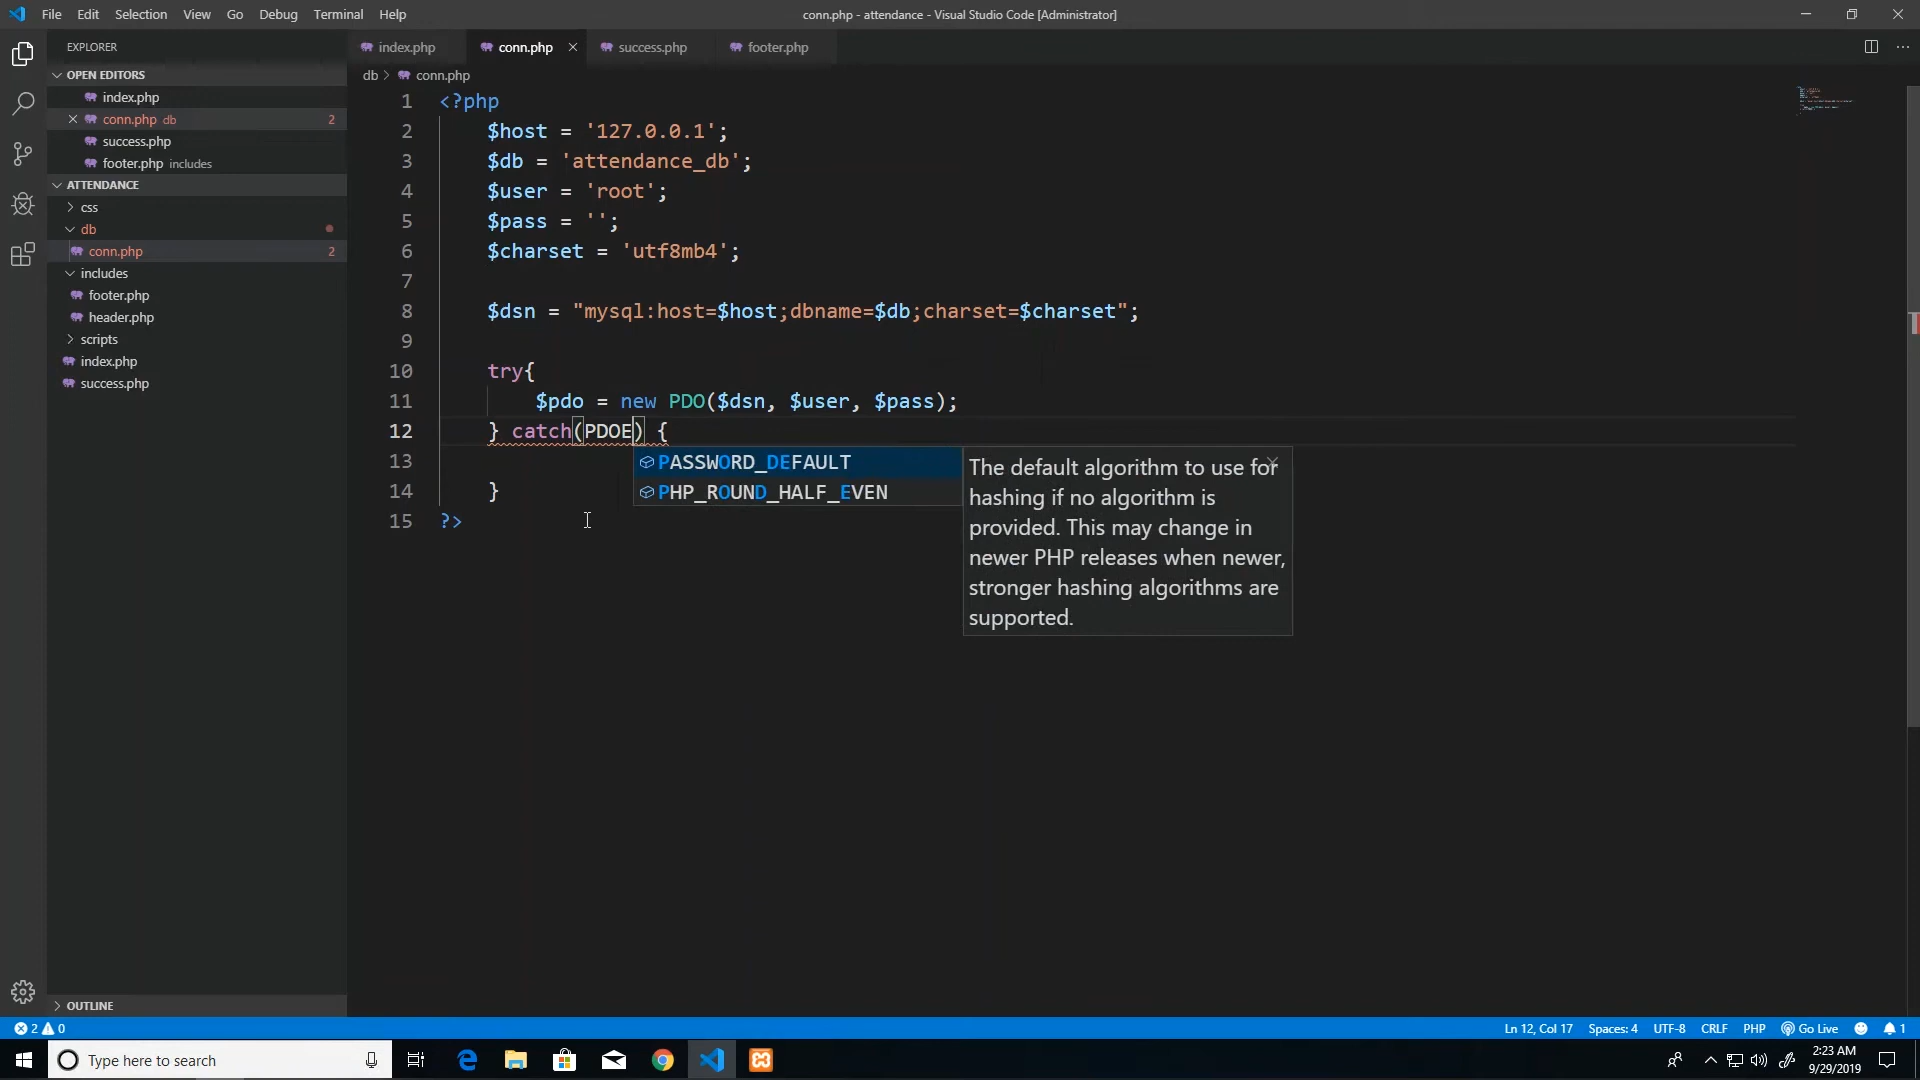 File Edit Selection View Go Debug Terminal Help
conn.php - attendance - Visual Studio Code [Administrator]
EXPLORER
OPEN EDITORS
index.php
conn.php db 2
success.php
footer.php includes
ATTENDANCE
css
db
conn.php 2
includes
footer.php
header.php
scripts
index.php
success.php
OUTLINE
index.php conn.php success.php footer.php
db > conn.php
1 <?php
2 $host = '127.0.0.1';
3 $db = 'attendance_db';
4 $user = 'root';
5 $pass = '';
6 $charset = 'utf8mb4';
7
8 $dsn = "mysql:host=$host;dbname=$db;charset=$charset";
9
10 try{
11 $pdo = new PDO($dsn, $user, $pass);
12 } catch(PDOE) {
13
14 }
15 ?>
PASSWORD_DEFAULT
PHP_ROUND_HALF_EVEN
The default algorithm to use for
hashing if no algorithm is
provided. This may change in
newer PHP releases when newer,
stronger hashing algorithms are
supported.
2 0
Ln 12, Col 17 Spaces: 4 UTF-8 CRLF PHP Go Live 1
Type here to search
2:23 AM
9/29/2019